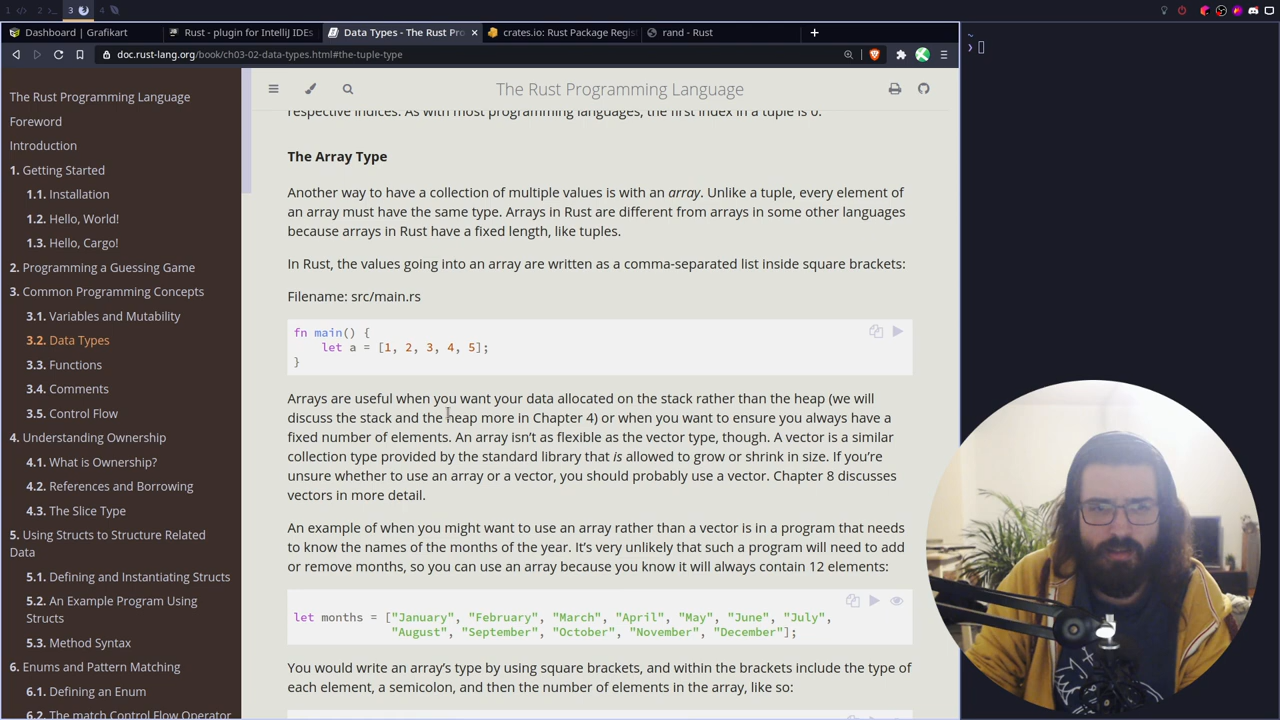 1
2
3
4
Dashboard | Grafikart
Rust - plugin for IntelliJ IDEs
Data Types - The Rust Pro
crates.io: Rust Package Regis
rand - Rust
doc.rust-lang.org/book/ch03-02-data-types.html#the-tuple-type
~
The Rust Programming Language
Foreword
Introduction
1. Getting Started
1.1. Installation
1.2. Hello, World!
1.3. Hello, Cargo!
2. Programming a Guessing Game
3. Common Programming Concepts
3.1. Variables and Mutability
3.2. Data Types
3.3. Functions
3.4. Comments
3.5. Control Flow
4. Understanding Ownership
4.1. What is Ownership?
4.2. References and Borrowing
4.3. The Slice Type
5. Using Structs to Structure Related
Data
5.1. Defining and Instantiating Structs
5.2. An Example Program Using
Structs
5.3. Method Syntax
6. Enums and Pattern Matching
6.1. Defining an Enum
6.2. The match Control Flow Operator
The Rust Programming Language
respective indices. As with most programming languages, the first index in a tuple is 0.
The Array Type
Another way to have a collection of multiple values is with an array. Unlike a tuple, every element of
an array must have the same type. Arrays in Rust are different from arrays in some other languages
because arrays in Rust have a fixed length, like tuples.
In Rust, the values going into an array are written as a comma-separated list inside square brackets:
Filename: src/main.rs
fn main() {
let a = [1, 2, 3, 4, 5];
}
Arrays are useful when you want your data allocated on the stack rather than the heap (we will
discuss the stack and the heap more in Chapter 4) or when you want to ensure you always have a
fixed number of elements. An array isn't as flexible as the vector type, though. A vector is a similar
collection type provided by the standard library that is allowed to grow or shrink in size. If you're
unsure whether to use an array or a vector, you should probably use a vector. Chapter 8 discusses
vectors in more detail.
An example of when you might want to use an array rather than a vector is in a program that needs
to know the names of the months of the year. It's very unlikely that such a program will need to add
or remove months, so you can use an array because you know it will always contain 12 elements:
let months = ["January", "February", "March", "April", "May", "June", "July",
"August", "September", "October", "November", "December"];
You would write an array's type by using square brackets, and within the brackets include the type of
each element, a semicolon, and then the number of elements in the array, like so: